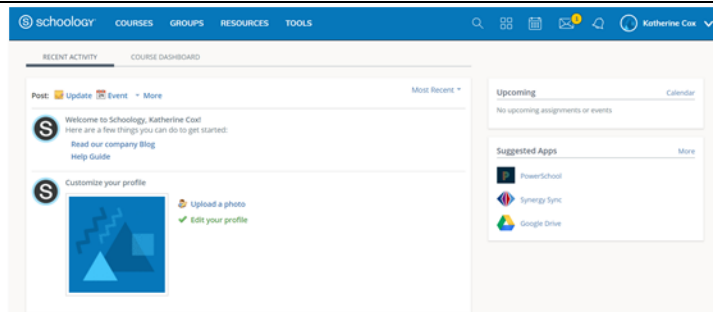 S schoology® COURSES GROUPS RESOURCES TOOLS 1 Katherine Cox
RECENT ACTIVITY COURSE DASHBOARD
Post: Update Event More Most Recent
S
Welcome to Schoology, Katherine Cox!
Here are a few things you can do to get started:
Read our company Blog
Help Guide
S
Customize your profile
Upload a photo
Edit your profile
Upcoming Calendar
No upcoming assignments or events
Suggested Apps More
P PowerSchool
Synergy Sync
Google Drive